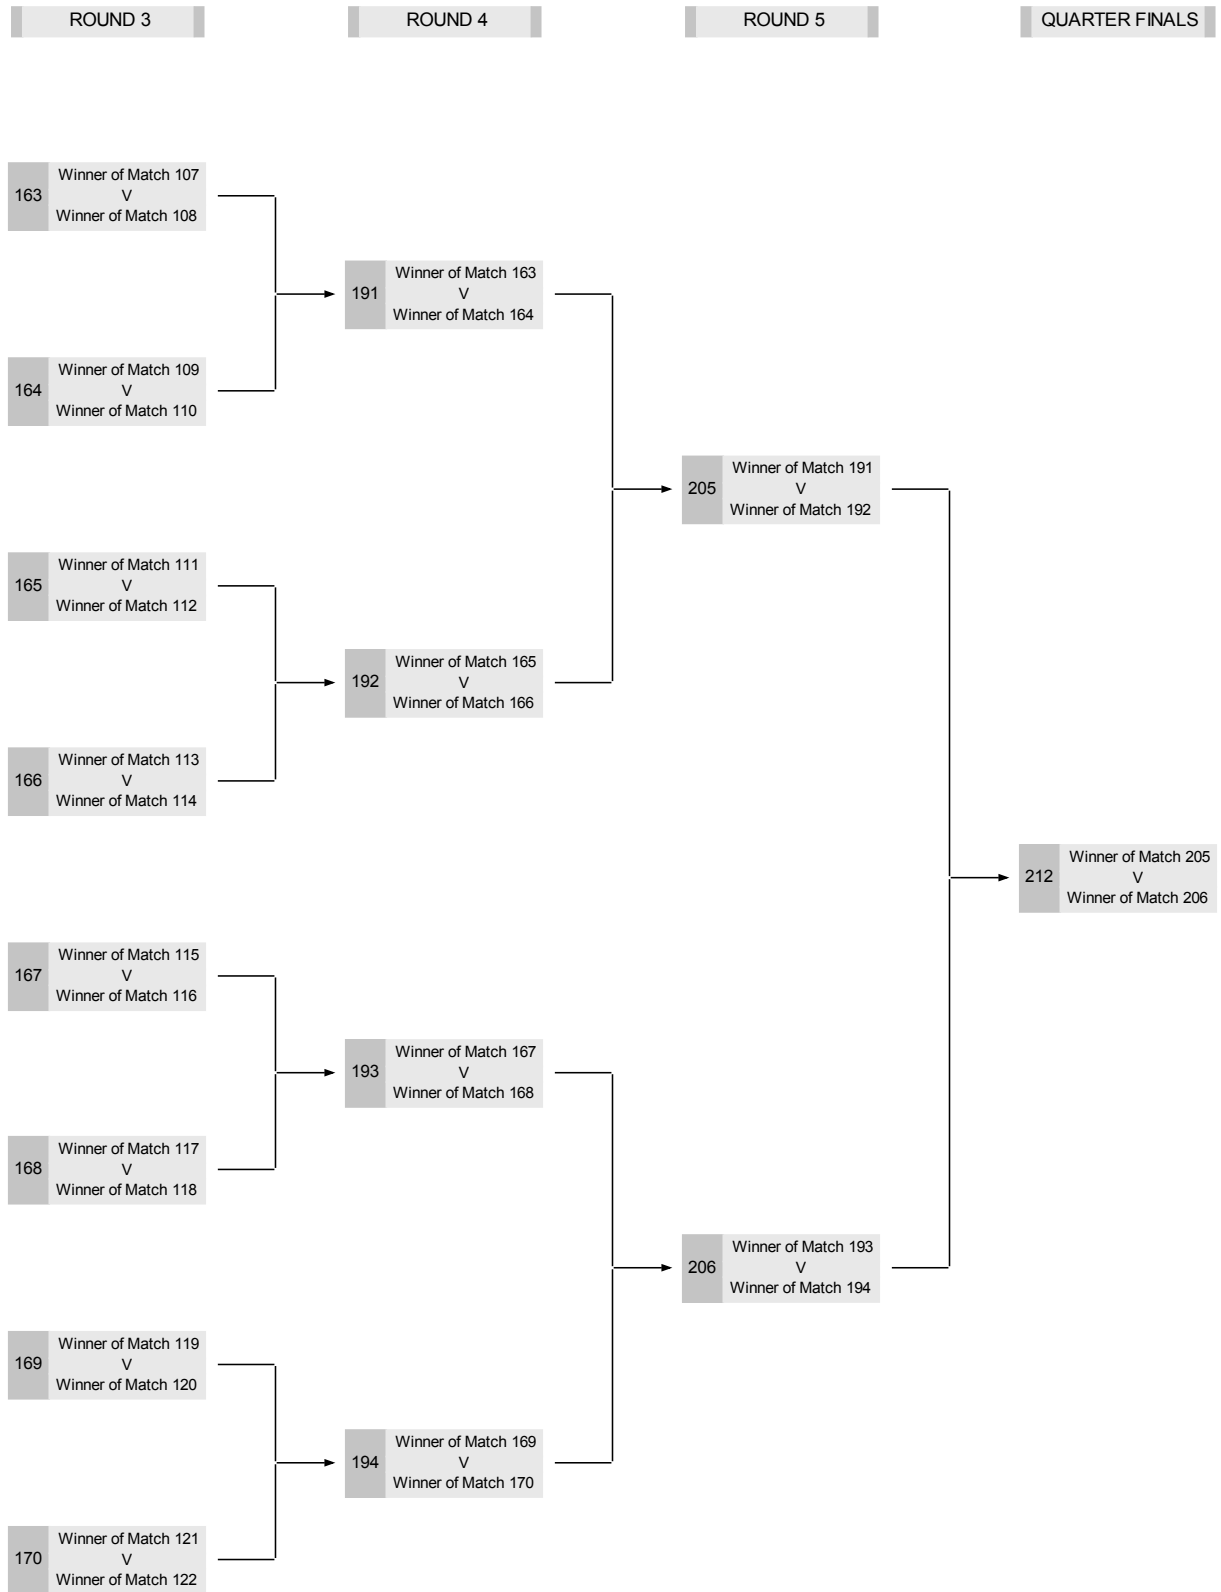 ROUND 3
ROUND 4
ROUND 5
QUARTER FINALS
163
Winner of Match 107
V
Winner of Match 108
164
Winner of Match 109
V
Winner of Match 110
165
Winner of Match 111
V
Winner of Match 112
166
Winner of Match 113
V
Winner of Match 114
167
Winner of Match 115
V
Winner of Match 116
168
Winner of Match 117
V
Winner of Match 118
169
Winner of Match 119
V
Winner of Match 120
170
Winner of Match 121
V
Winner of Match 122
191
Winner of Match 163
V
Winner of Match 164
192
Winner of Match 165
V
Winner of Match 166
193
Winner of Match 167
V
Winner of Match 168
194
Winner of Match 169
V
Winner of Match 170
205
Winner of Match 191
V
Winner of Match 192
206
Winner of Match 193
V
Winner of Match 194
212
Winner of Match 205
V
Winner of Match 206